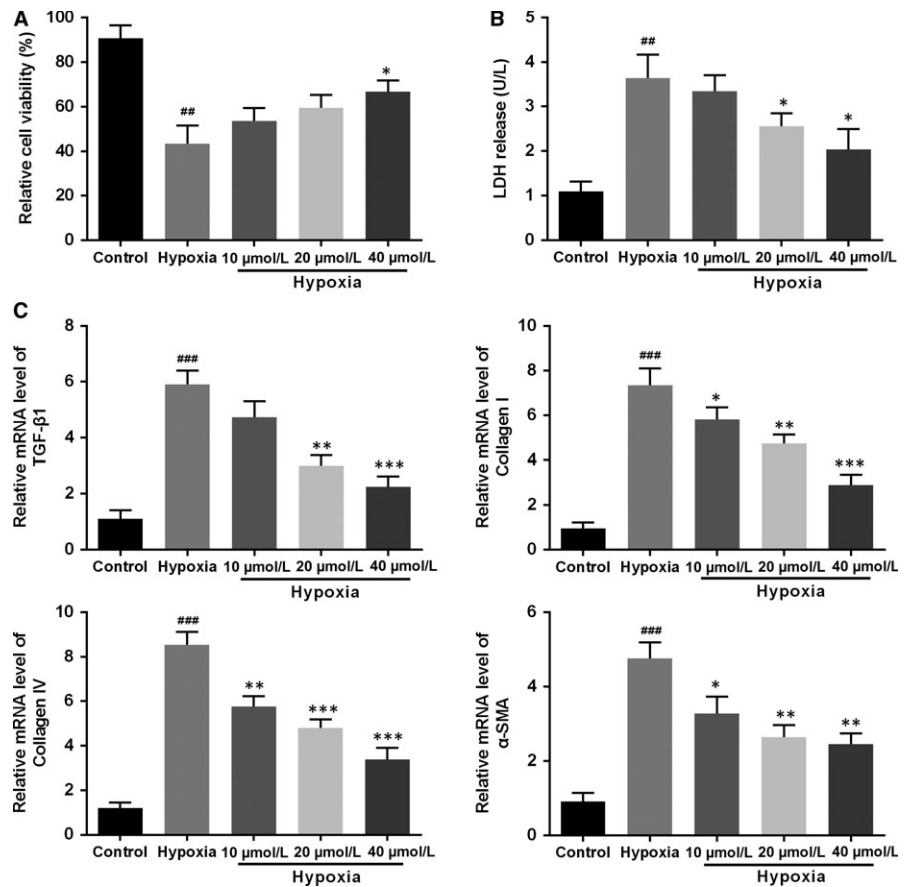 A
Relative cell viability (%)
100
80
60
40
60
0
##
*
Control Hypoxia 10 µmol/L 20 µmol/L 40 µmol/L
Hypoxia
B
LDH release (U/L)
5
4
3
2
1
0
##
*
*
Control Hypoxia 10 µmol/L 20 µmol/L 40 µmol/L
Hypoxia
C
Relative mRNA level of
TGF-β1
8
6
4
2
0
###
**
***
Control Hypoxia 10 µmol/L 20 µmol/L 40 µmol/L
Hypoxia
Relative mRNA level of
Collagen I
10
8
6
4
2
0
###
*
**
***
Control Hypoxia 10 µmol/L 20 µmol/L 40 µmol/L
Hypoxia
Relative mRNA level of
Collagen IV
10
8
6
4
2
0
###
**
***
***
Control Hypoxia 10 µmol/L 20 µmol/L 40 µmol/L
Hypoxia
Relative mRNA level of
α-SMA
6
4
2
0
###
*
**
**
Control Hypoxia 10 µmol/L 20 µmol/L 40 µmol/L
Hypoxia